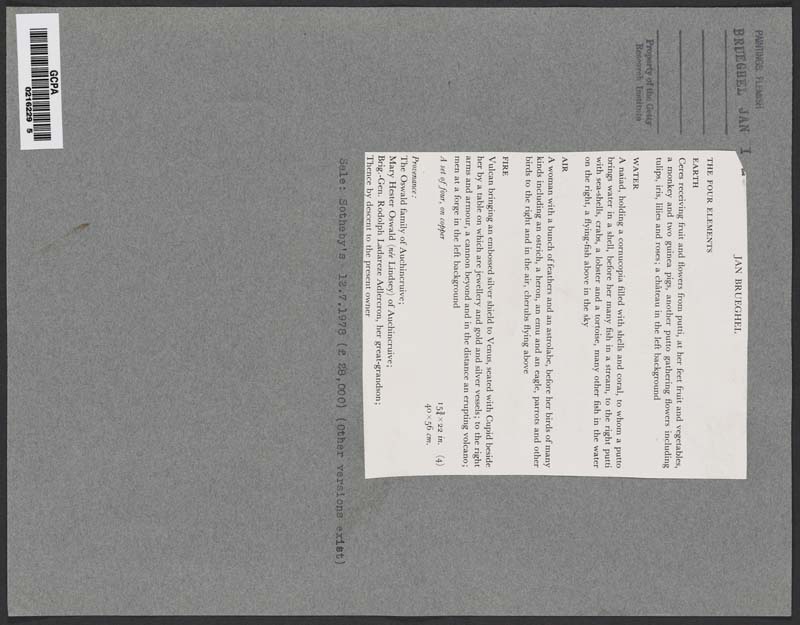 PAINTINGS: FLEMISH
BRUEGHEL JAN I
Property of the Getty
Research Institute
JAN BRUEGHEL
THE FOUR ELEMENTS
EARTH
Ceres receiving fruit and flowers from putti, at her feet fruit and vegetables,
a monkey and two guinea pigs, another putto gathering flowers including
tulips, iris, lilies and roses; a château in the left background
WATER
A naiad, holding a cornucopia filled with shells and coral, to whom a putto
brings water in a shell, before her many fish in a stream, to the right putti
with sea-shells, crabs, a lobster and a tortoise, many other fish in the water
on the right, a flying-fish above in the sky
AIR
A woman with a bunch of feathers and an astrolabe, before her birds of many
kinds including an ostrich, a heron, an emu and an eagle, parrots and other
birds to the right and in the air, cherubs flying above
FIRE
Vulcan bringing an embossed silver shield to Venus, seated with Cupid beside
her by a table on which are jewellery and gold and silver vessels; to the right
arms and armour, a cannon beyond and in the distance an erupting volcano;
men at a forge in the left background
A set of four, on copper
15¾ × 22 in. (4)
40 × 56 cm.
Provenance:
The Oswald family of Auchincruive;
Mary Hester Oswald (née Lindsey) of Auchincruive;
Brig.-Gen. Rodolph Ladareze Adlercron, her great-grandson;
Thence by descent to the present owner
Sale: Sotheby's 12.7.1978 (£ 28,000) (Other versions exist)
GCPA
0216229 5